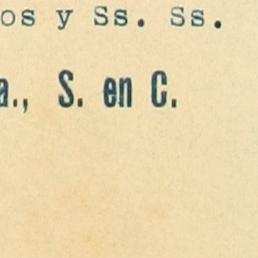 os y Ss. Ss.
a., S. en C.